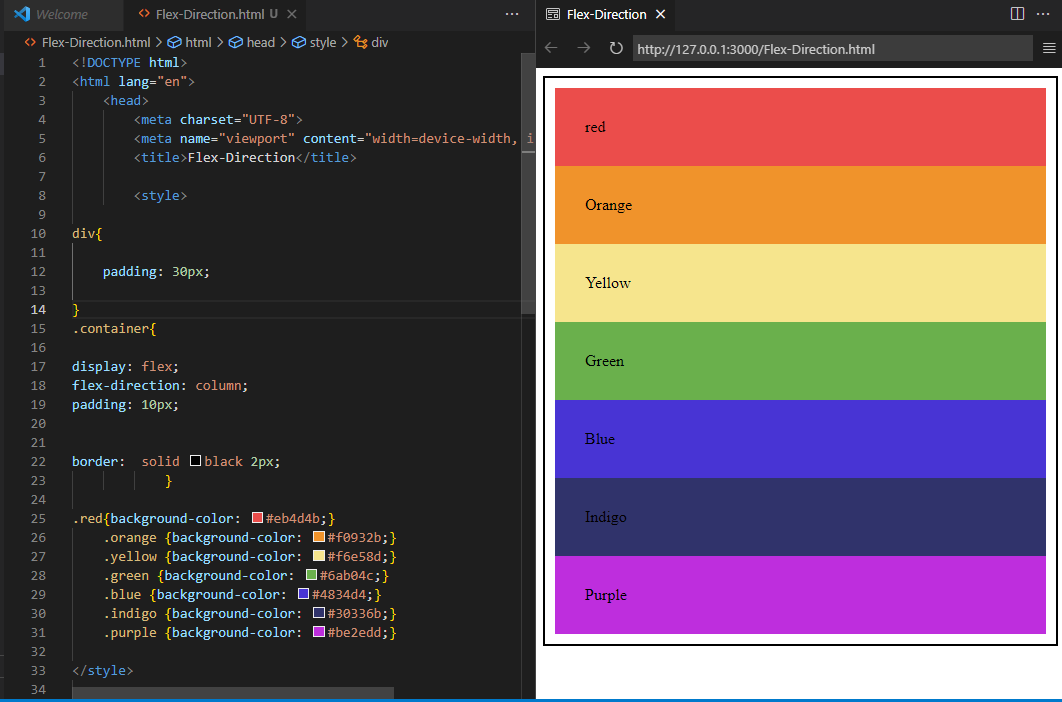 Welcome
Flex-Direction.html U
Flex-Direction.html > html > head > style > div
1 <!DOCTYPE html>
2 <html lang="en">
3 <head>
4 <meta charset="UTF-8">
5 <meta name="viewport" content="width=device-width, i
6 <title>Flex-Direction</title>
7
8 <style>
9
10 div{
11
12 padding: 30px;
13
14 }
15 .container{
16
17 display: flex;
18 flex-direction: column;
19 padding: 10px;
20
21
22 border:  solid black 2px;
23 }
24
25 .red{background-color: #eb4d4b;}
26 .orange {background-color: #f0932b;}
27 .yellow {background-color: #f6e58d;}
28 .green {background-color: #6ab04c;}
29 .blue {background-color: #4834d4;}
30 .indigo {background-color: #30336b;}
31 .purple {background-color: #be2edd;}
32
33 </style>
34
Flex-Direction
http://127.0.0.1:3000/Flex-Direction.html
red
Orange
Yellow
Green
Blue
Indigo
Purple